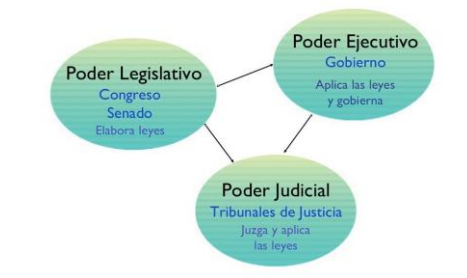 Poder Legislativo
Congreso
Senado
Elabora leyes
Poder Ejecutivo
Gobierno
Aplica las leyes
y gobierna
Poder Judicial
Tribunales de Justicia
Juzga y aplica
las leyes